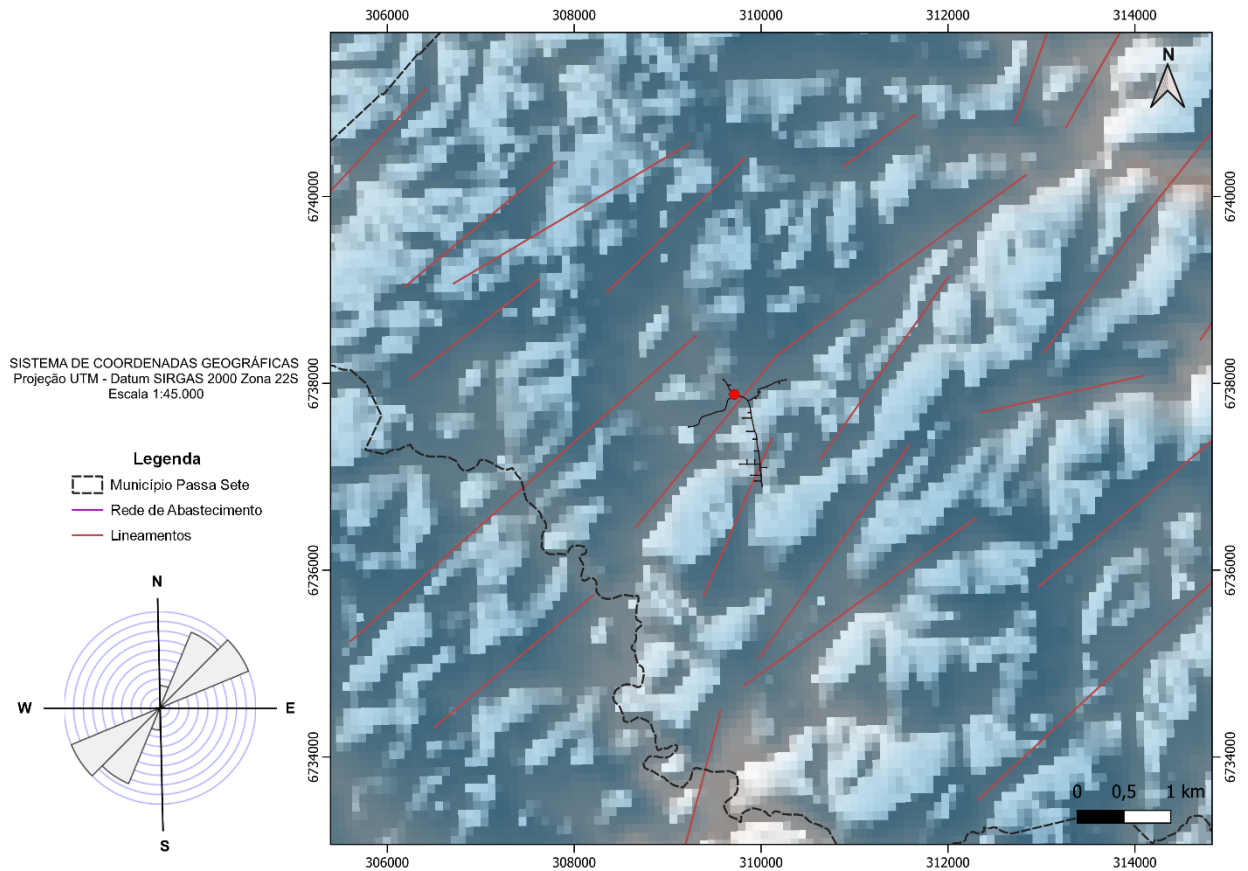 306000 308000 310000 312000 314000
N
6740000 6740000
SISTEMA DE COORDENADAS GEOGRÁFICAS
Projeção UTM - Datum SIRGAS 2000 Zona 22S
Escala 1:45.000
6738000 6738000
Legenda
Município Passa Sete
Rede de Abastecimento
Lineamentos
6736000 6736000
N
W E
S
6734000 6734000
0 0,5 1 km
306000 308000 310000 312000 314000